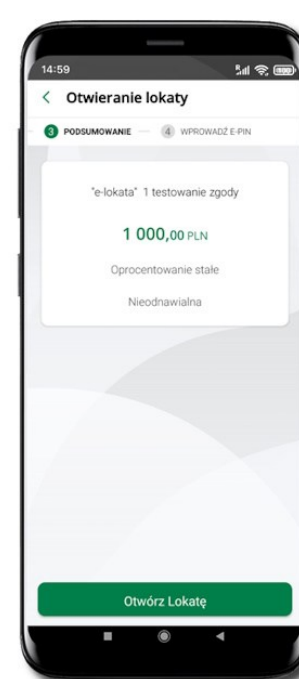 14:59
Otwieranie lokaty
3 PODSUMOWANIE 4 WPROWADŹ E-PIN
"e-lokata" 1 testowanie zgody
1 000,00 PLN
Oprocentowanie stałe
Nieodnawialna
Otwórz Lokatę